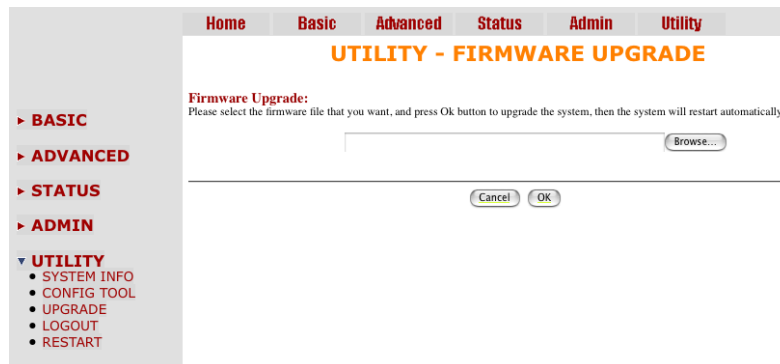 Home Basic Advanced Status Admin Utility
UTILITY - FIRMWARE UPGRADE
Firmware Upgrade:
Please select the firmware file that you want, and press Ok button to upgrade the system, then the system will restart automatically
Browse...
Cancel OK
BASIC
ADVANCED
STATUS
ADMIN
UTILITY
SYSTEM INFO
CONFIG TOOL
UPGRADE
LOGOUT
RESTART